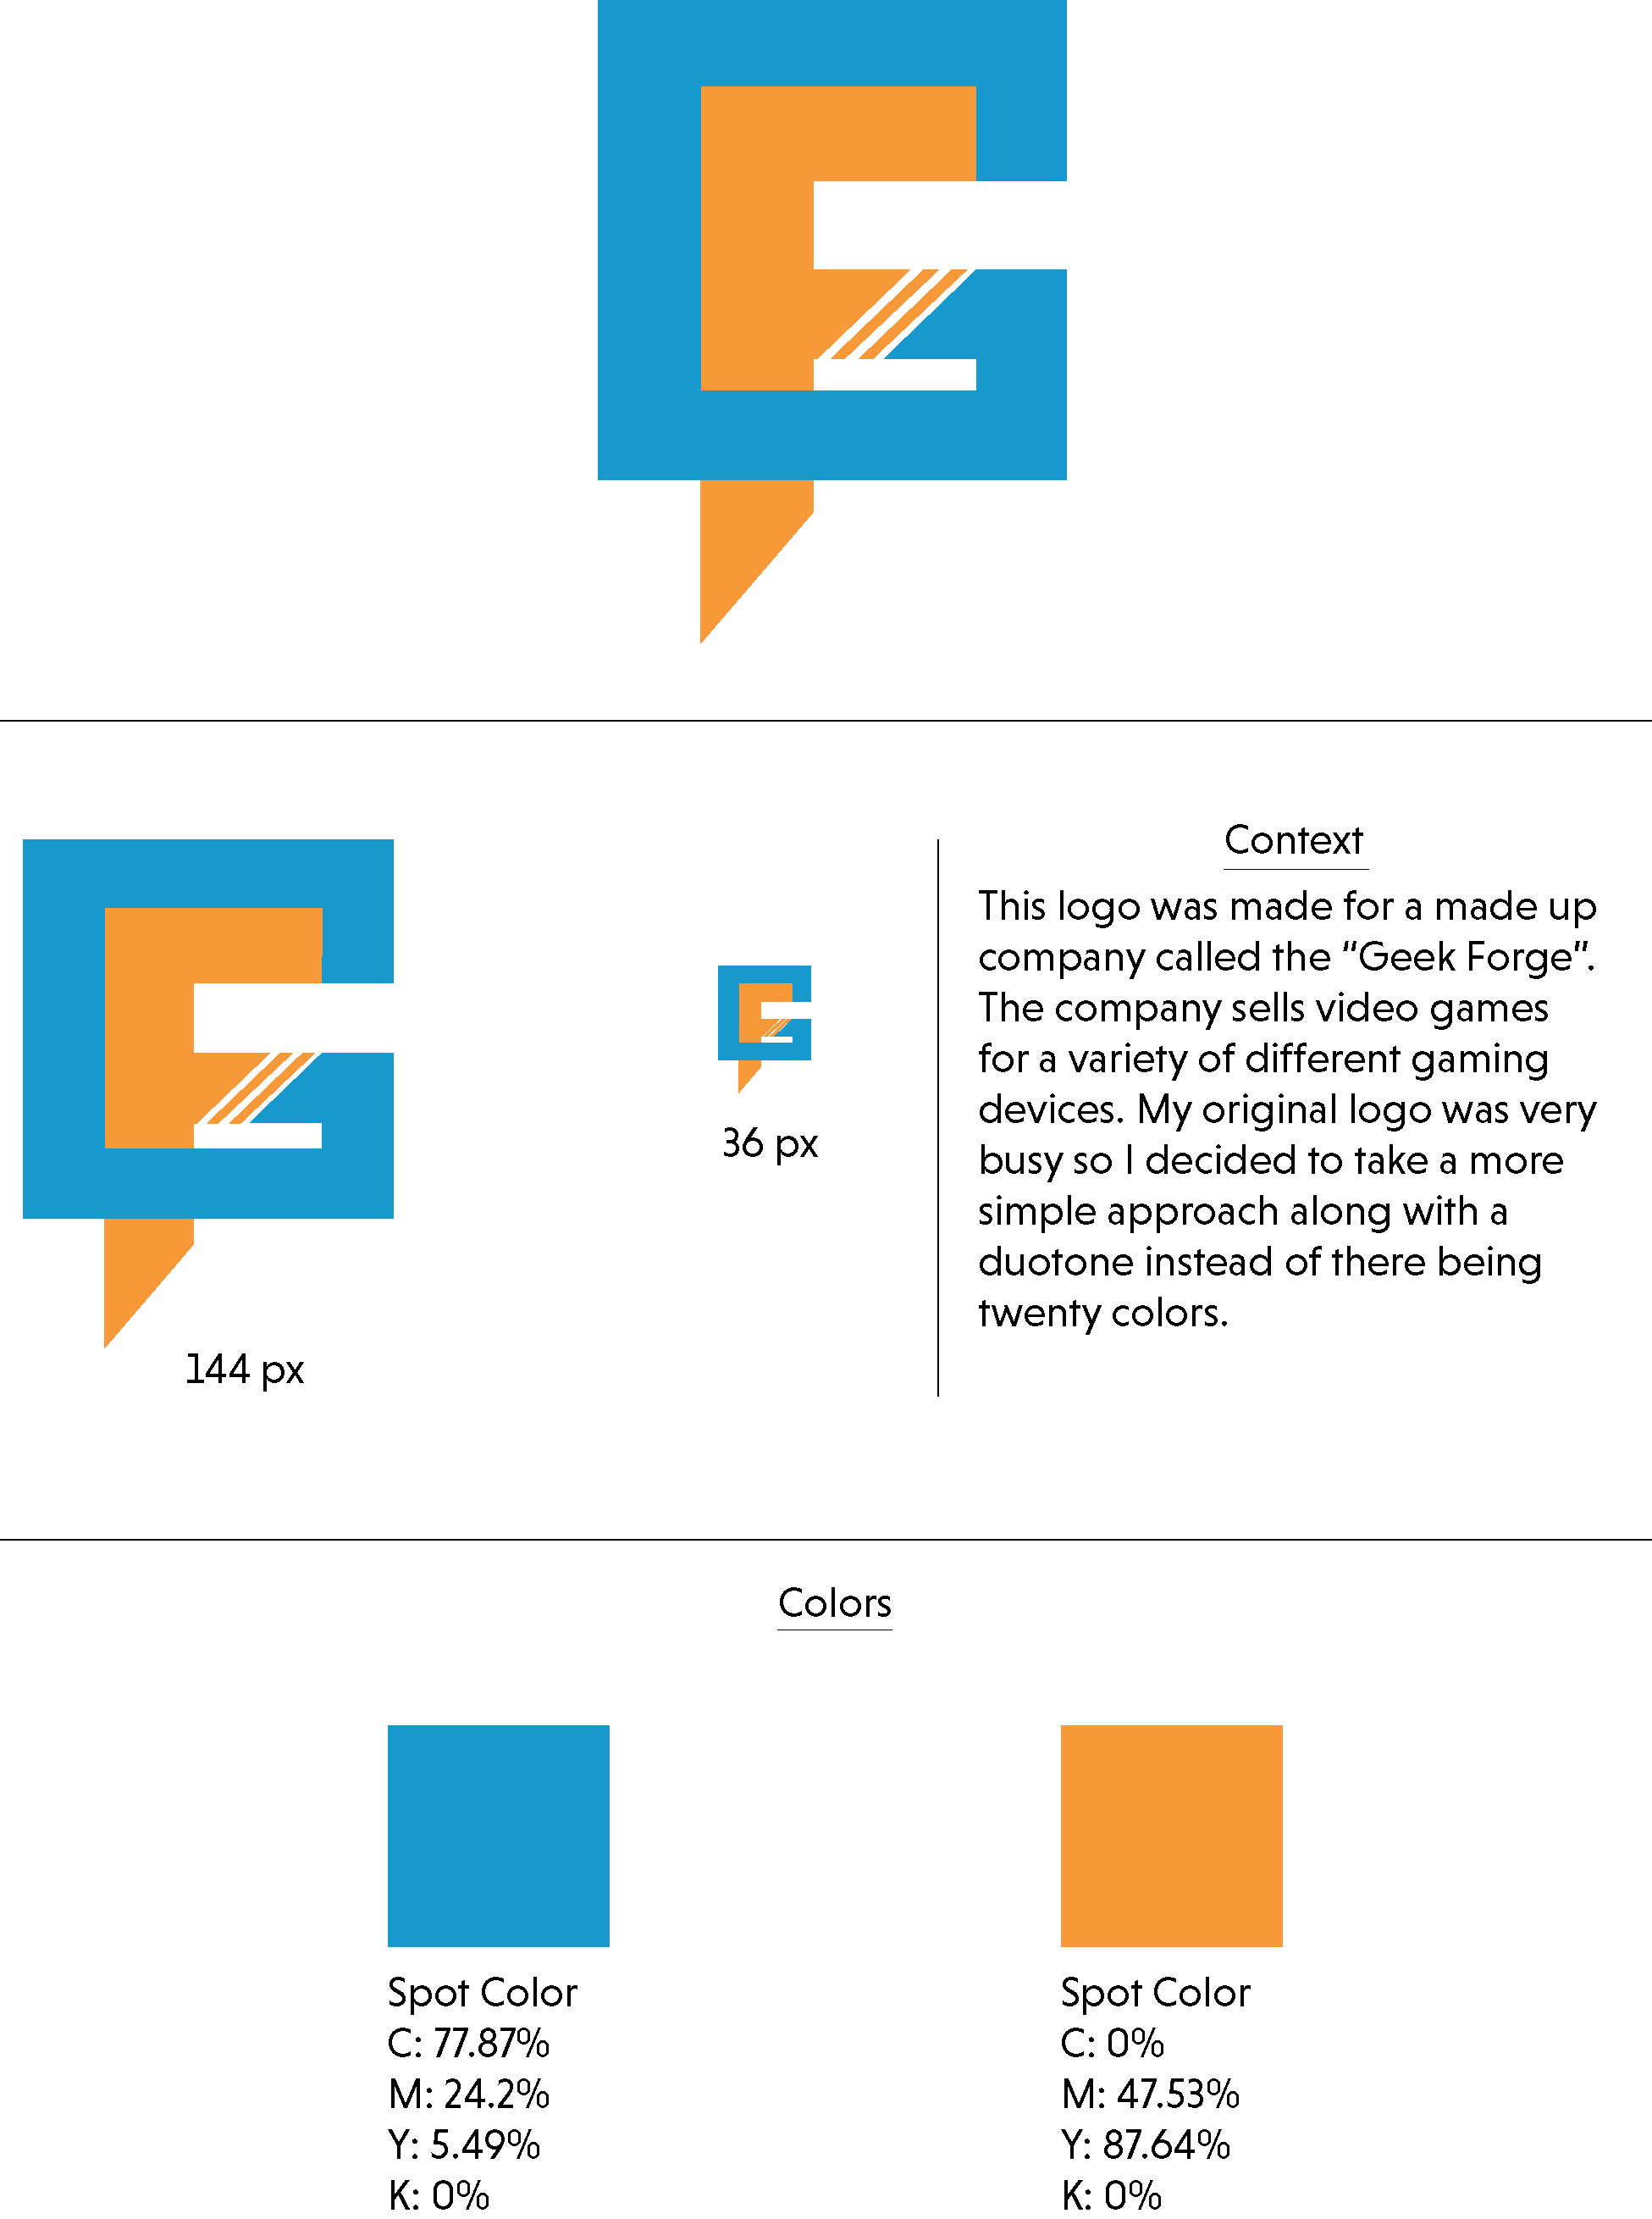 Context
This logo was made for a made up
company called the “Geek Forge”.
The company sells video games
for a variety of different gaming
devices. My original logo was very
busy so I decided to take a more
simple approach along with a
duotone instead of there being
twenty colors.
36 px
144 px
Colors
Spot Color
C: 77.87%
M: 24.2%
Y: 5.49%
K: 0%
Spot Color
C: 0%
M: 47.53%
Y: 87.64%
K: 0%